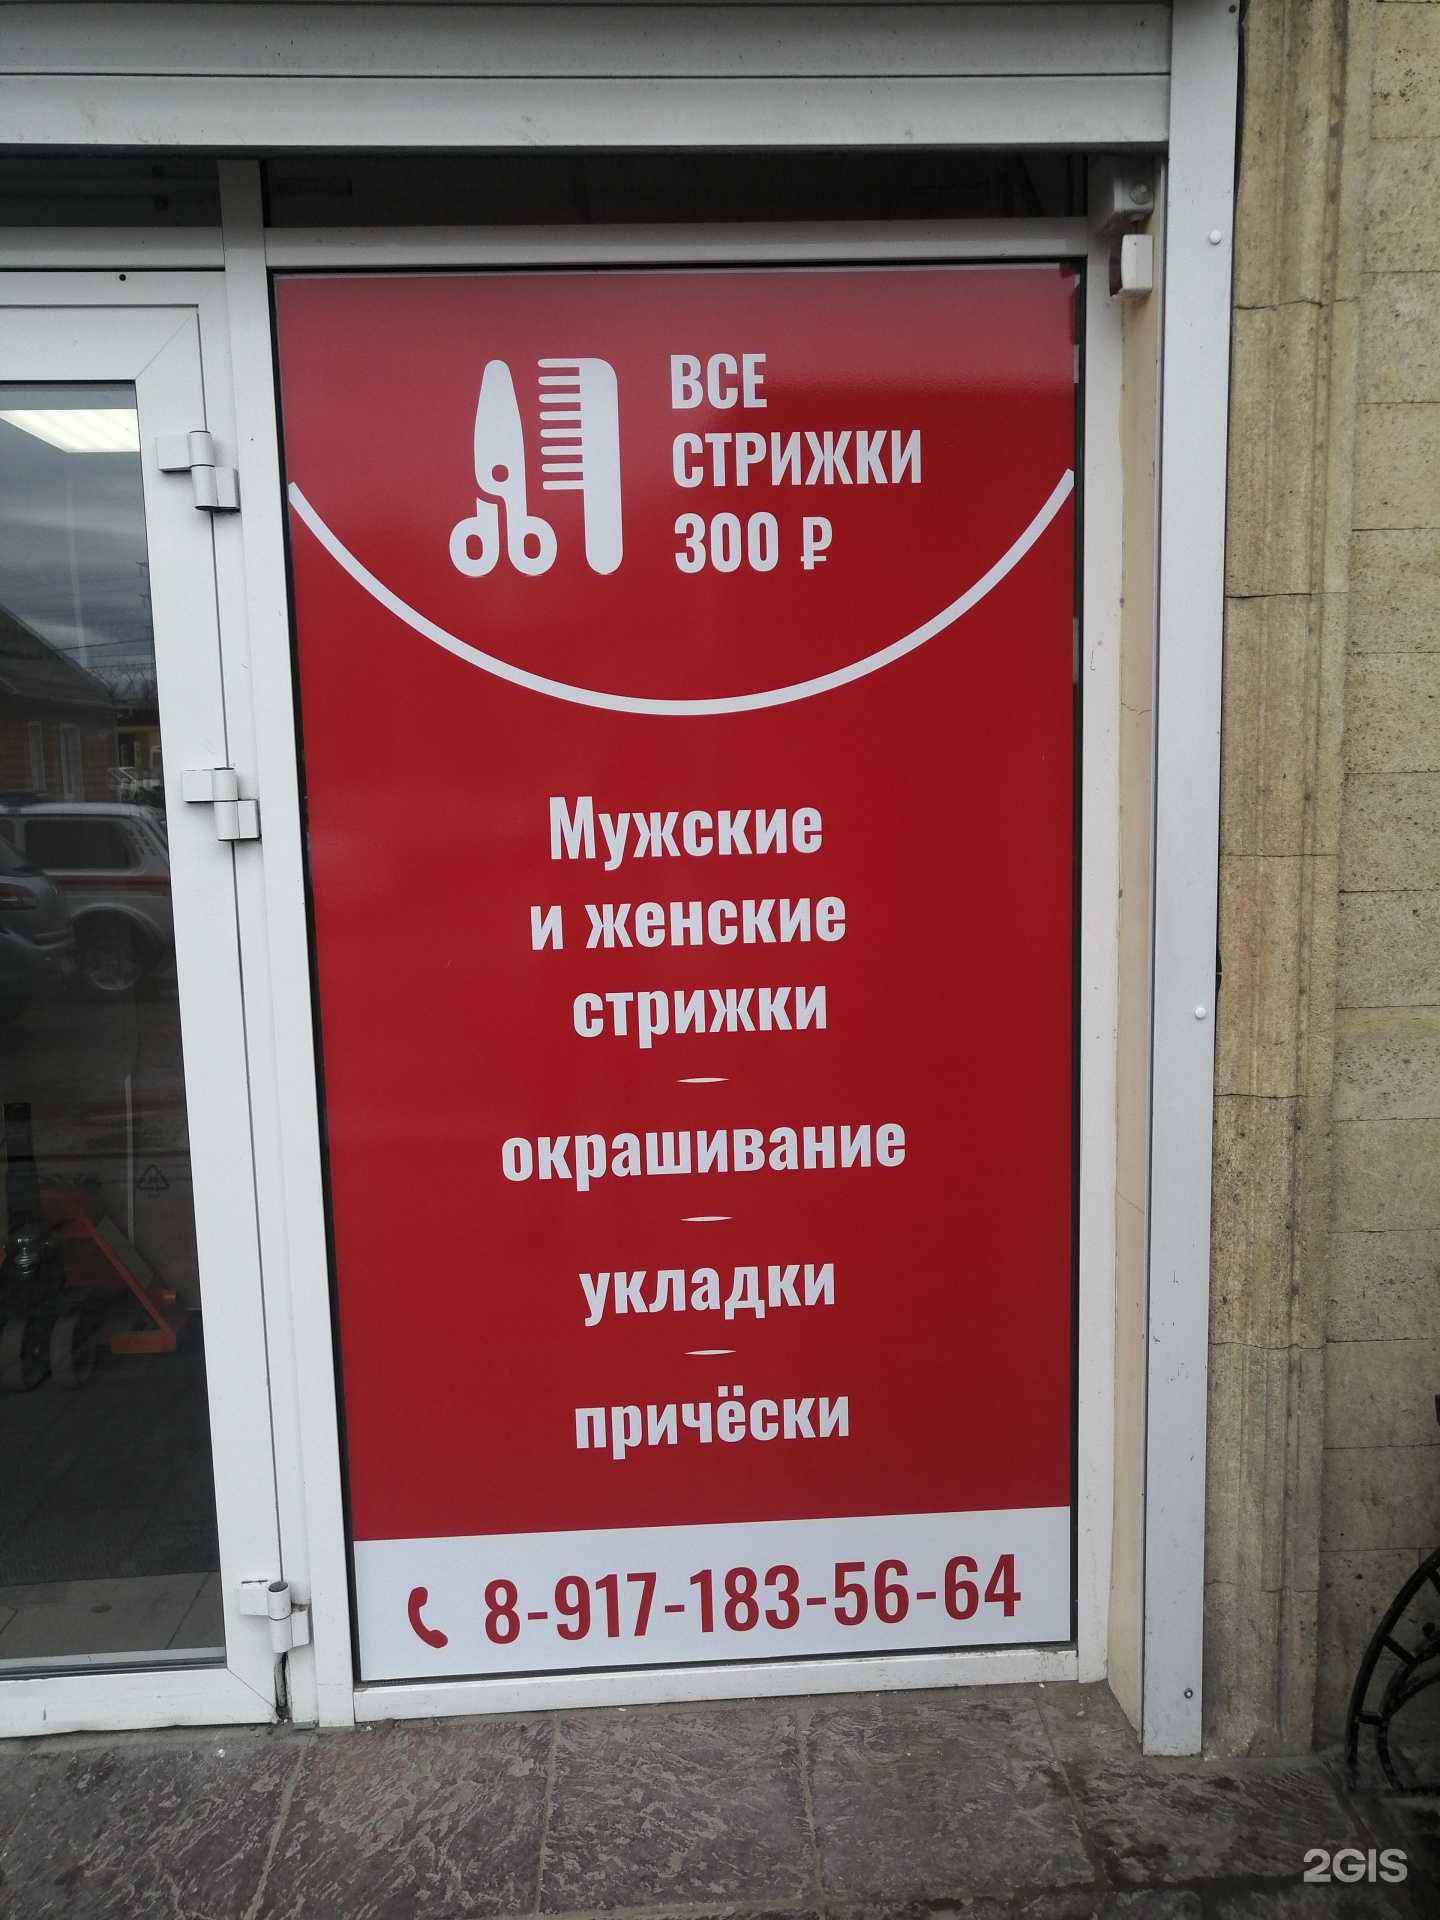 ВСЕ
СТРИЖКИ
300 ₽
Мужские
и женские
стрижки
окрашивание
укладки
причёски
8-917-183-56-64
2GIS